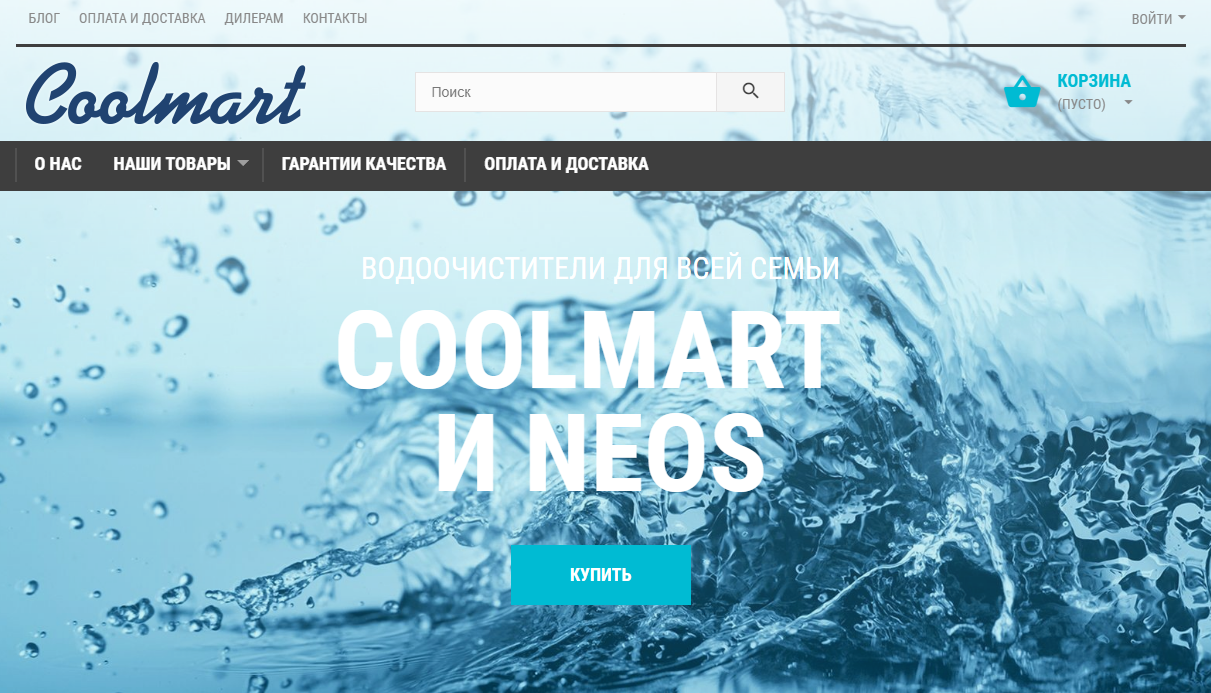 БЛОГ ОПЛАТА И ДОСТАВКА ДИЛЕРАМ КОНТАКТЫ ВОЙТИ
Coolmart
Поиск
КОРЗИНА
(ПУСТО)
О НАС НАШИ ТОВАРЫ ГАРАНТИИ КАЧЕСТВА ОПЛАТА И ДОСТАВКА
ВОДООЧИСТИТЕЛИ ДЛЯ ВСЕЙ СЕМЬИ
COOLMART
И NEOS
КУПИТЬ